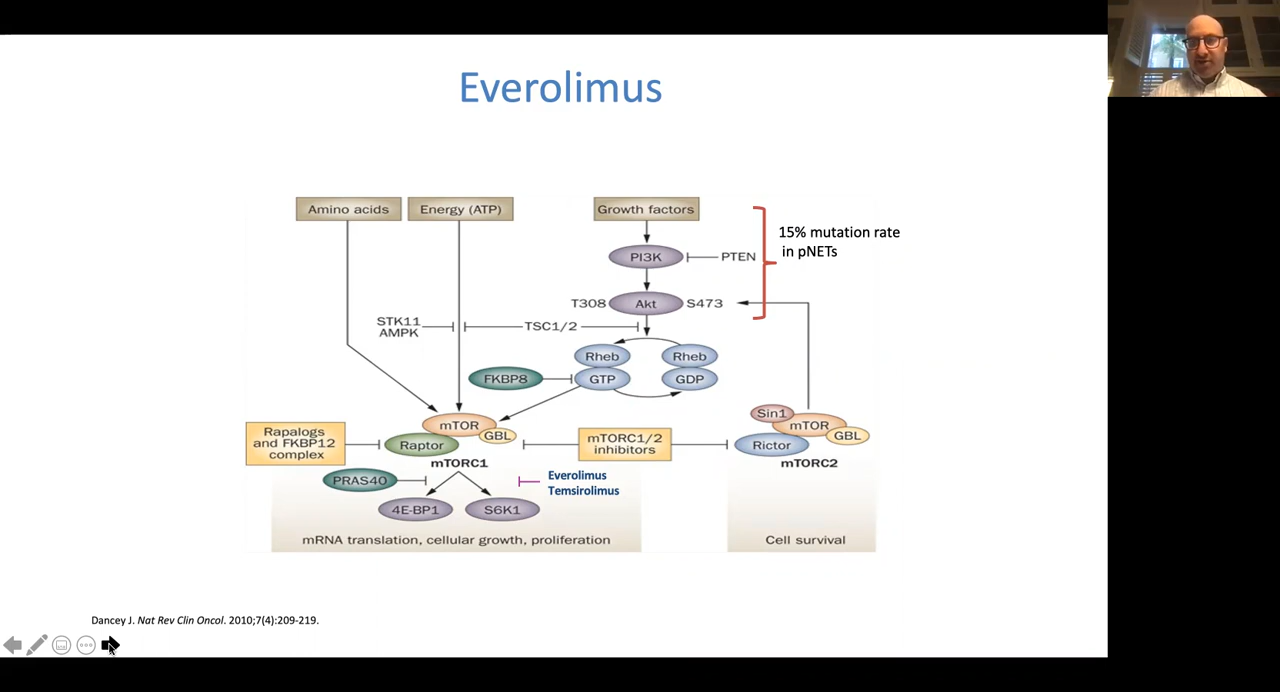 Everolimus
Amino acids
Energy (ATP)
Growth factors
15% mutation rate
in pNETs
PI3K
PTEN
T308
Akt
S473
STK11
AMPK
TSC1/2
Rheb
Rheb
FKBP8
GTP
GDP
Rapalogs
and FKBP12
complex
mTOR
Raptor
GBL
mTORC1
mTORC1/2
inhibitors
Sin1
mTOR
Rictor
GBL
mTORC2
PRAS40
Everolimus
Temsirolimus
4E-BP1
S6K1
mRNA translation, cellular growth, proliferation
Cell survival
Dancey J. Nat Rev Clin Oncol. 2010;7(4):209-219.